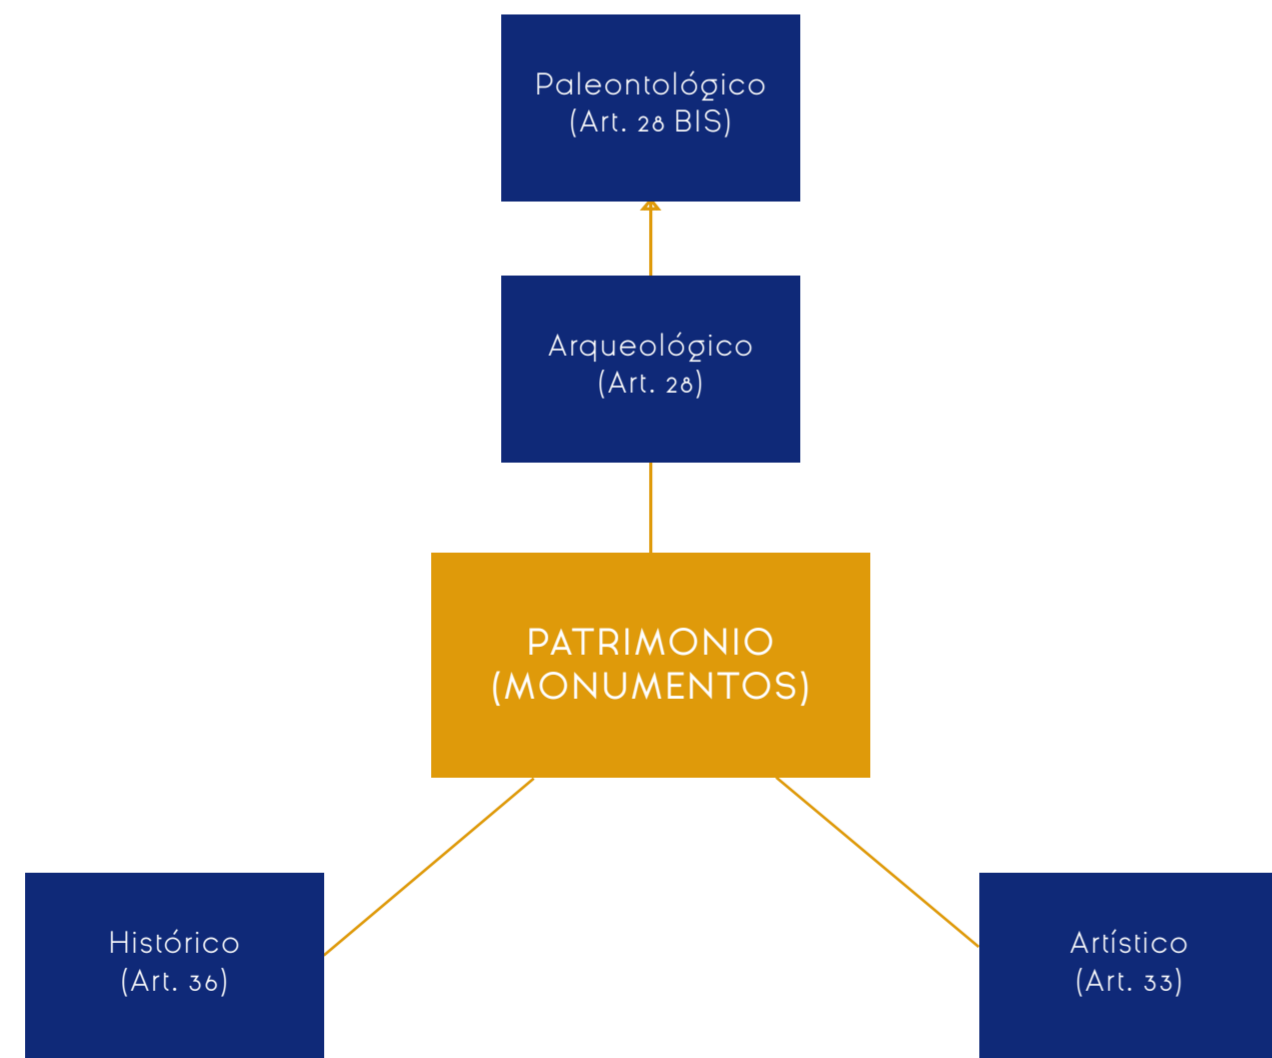 Paleontológico
(Art. 28 BIS)
Arqueológico
(Art. 28)
PATRIMONIO
(MONUMENTOS)
Histórico
(Art. 36)
Artístico
(Art. 33)